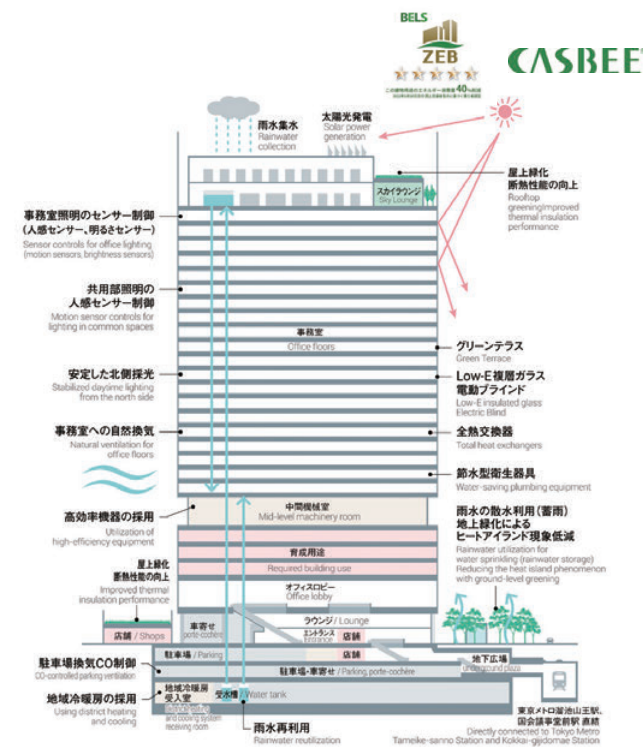 BELS
ZEB
CASBEE
雨水集水
Rainwater
collection
太陽光発電
Solar power
generation
スカイラウンジ
Sky Lounge
屋上緑化
断熱性能の向上
Rooftop
greening/improved
thermal insulation
performance
事務室照明のセンサー制御
(人感センサー、明るさセンサー)
Sensor controls for office lighting
(motion sensors, brightness sensors)
共用部照明の
人感センサー制御
Motion sensor controls for
lighting in common spaces
事務室
Office floors
グリーンテラス
Green Terrace
安定した北側採光
Stabilized daytime lighting
from the north side
Low-E 複層ガラス
電動ブラインド
Low-E insulated glass
Electric Blind
事務室への自然換気
Natural ventilation for
office floors
全熱交換器
Total heat exchangers
節水型衛生器具
Water-saving plumbing equipment
高効率機器の採用
Utilization of
high-efficiency equipment
中間機械室
Mid-level machinery room
雨水の散水利用(蓄雨)
地上緑化による
ヒートアイランド現象低減
Rainwater utilization for
water sprinkling (rainwater storage)
Reducing the heat island phenomenon
with ground-level greening
育成用途
Required building use
屋上緑化
断熱性能の向上
Improved thermal
insulation performance
オフィスロビー
Office lobby
店舗 / Shops
車寄せ
porte-cochère
ラウンジ / Lounge
エントランス
Entrance
店舗
駐車場 / Parking
店舗
駐車場換気CO制御
CO-controlled parking ventilation
駐車場・車寄せ / Parking, porte-cochère
地下広場
underground plaza
地域冷暖房の採用
Using district heating
and cooling
地域冷暖房
受入室
District heating
and cooling system
receiving room
受水槽
Water tank
雨水再利用
Rainwater reutilization
東京メトロ溜池山王駅、
国会議事堂前駅 直結
Directly connected to Tokyo Metro
Tameike-sanno Station and Kokkai-gijidomae Station